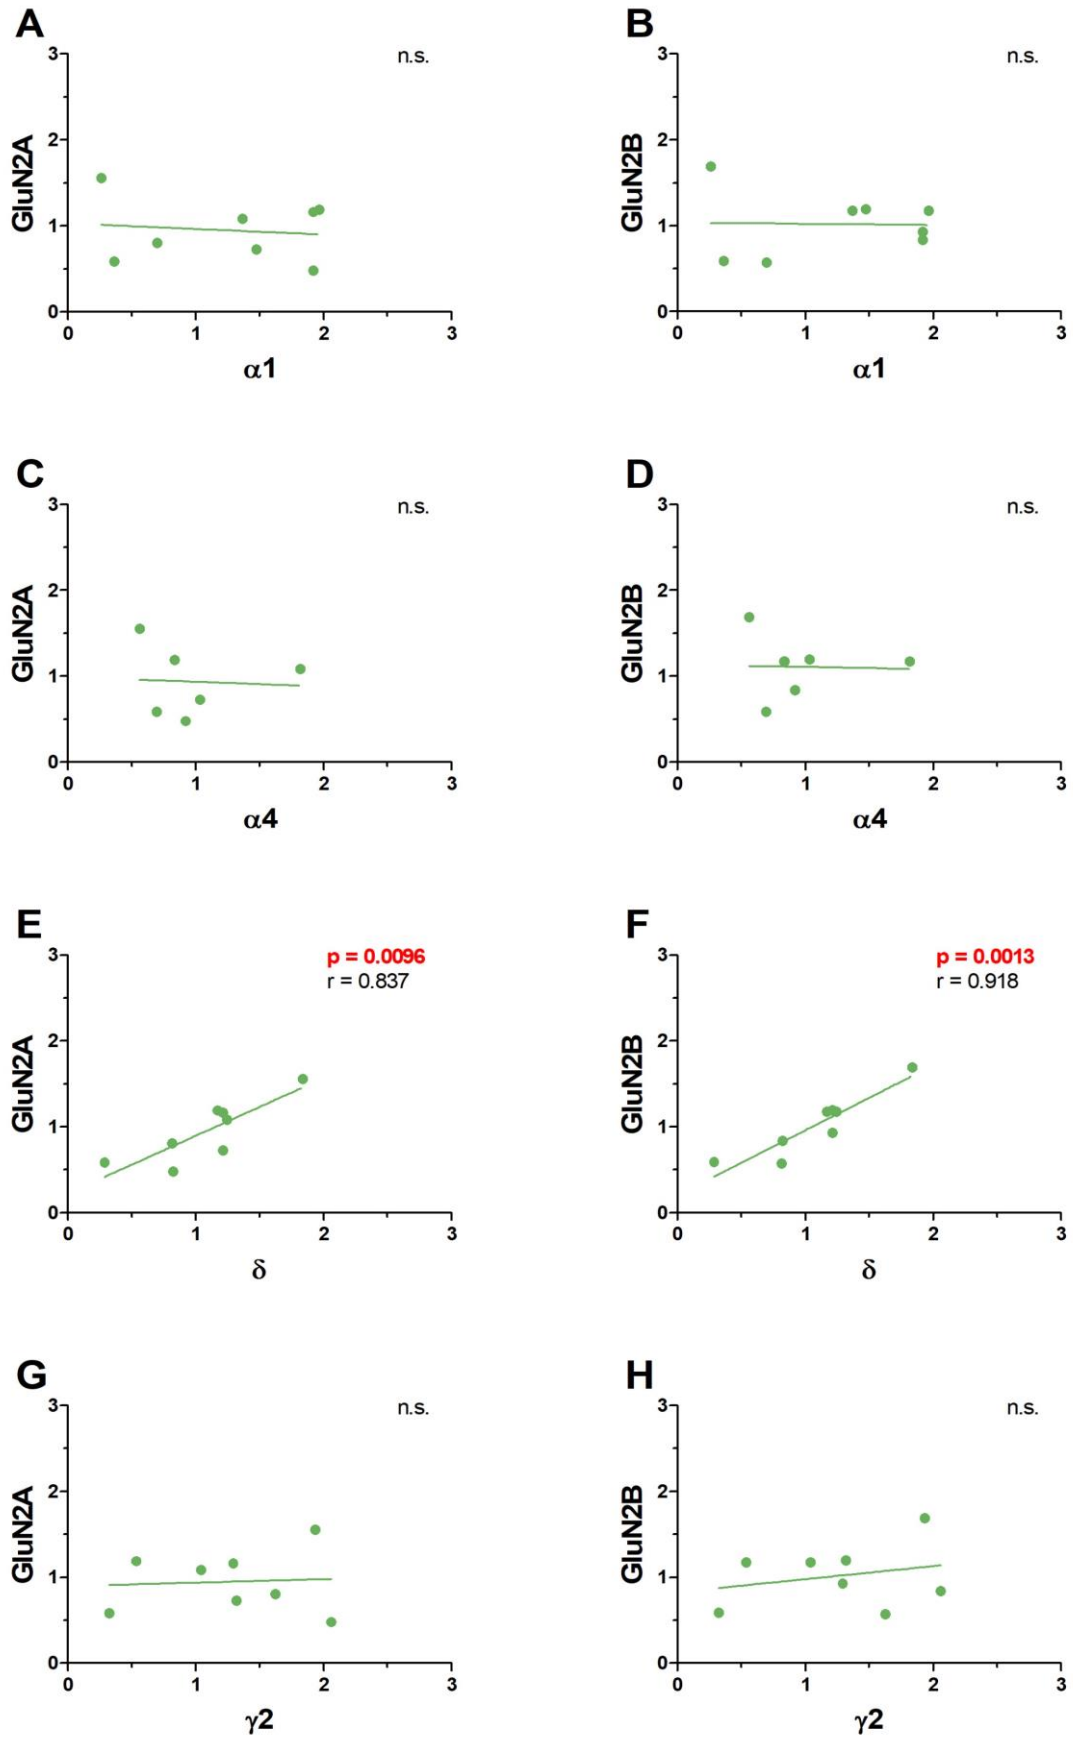 A
n.s.
GluN2A
3
2
1
0
0 1 2 3
α1
B
n.s.
GluN2B
3
2
1
0
0 1 2 3
α1
C
n.s.
GluN2A
3
2
1
0
0 1 2 3
α4
D
n.s.
GluN2B
3
2
1
0
0 1 2 3
α4
E
p = 0.0096
r = 0.837
GluN2A
3
2
1
0
0 1 2 3
δ
F
p = 0.0013
r = 0.918
GluN2B
3
2
1
0
0 1 2 3
δ
G
n.s.
GluN2A
3
2
1
0
0 1 2 3
γ2
H
n.s.
GluN2B
3
2
1
0
0 1 2 3
γ2